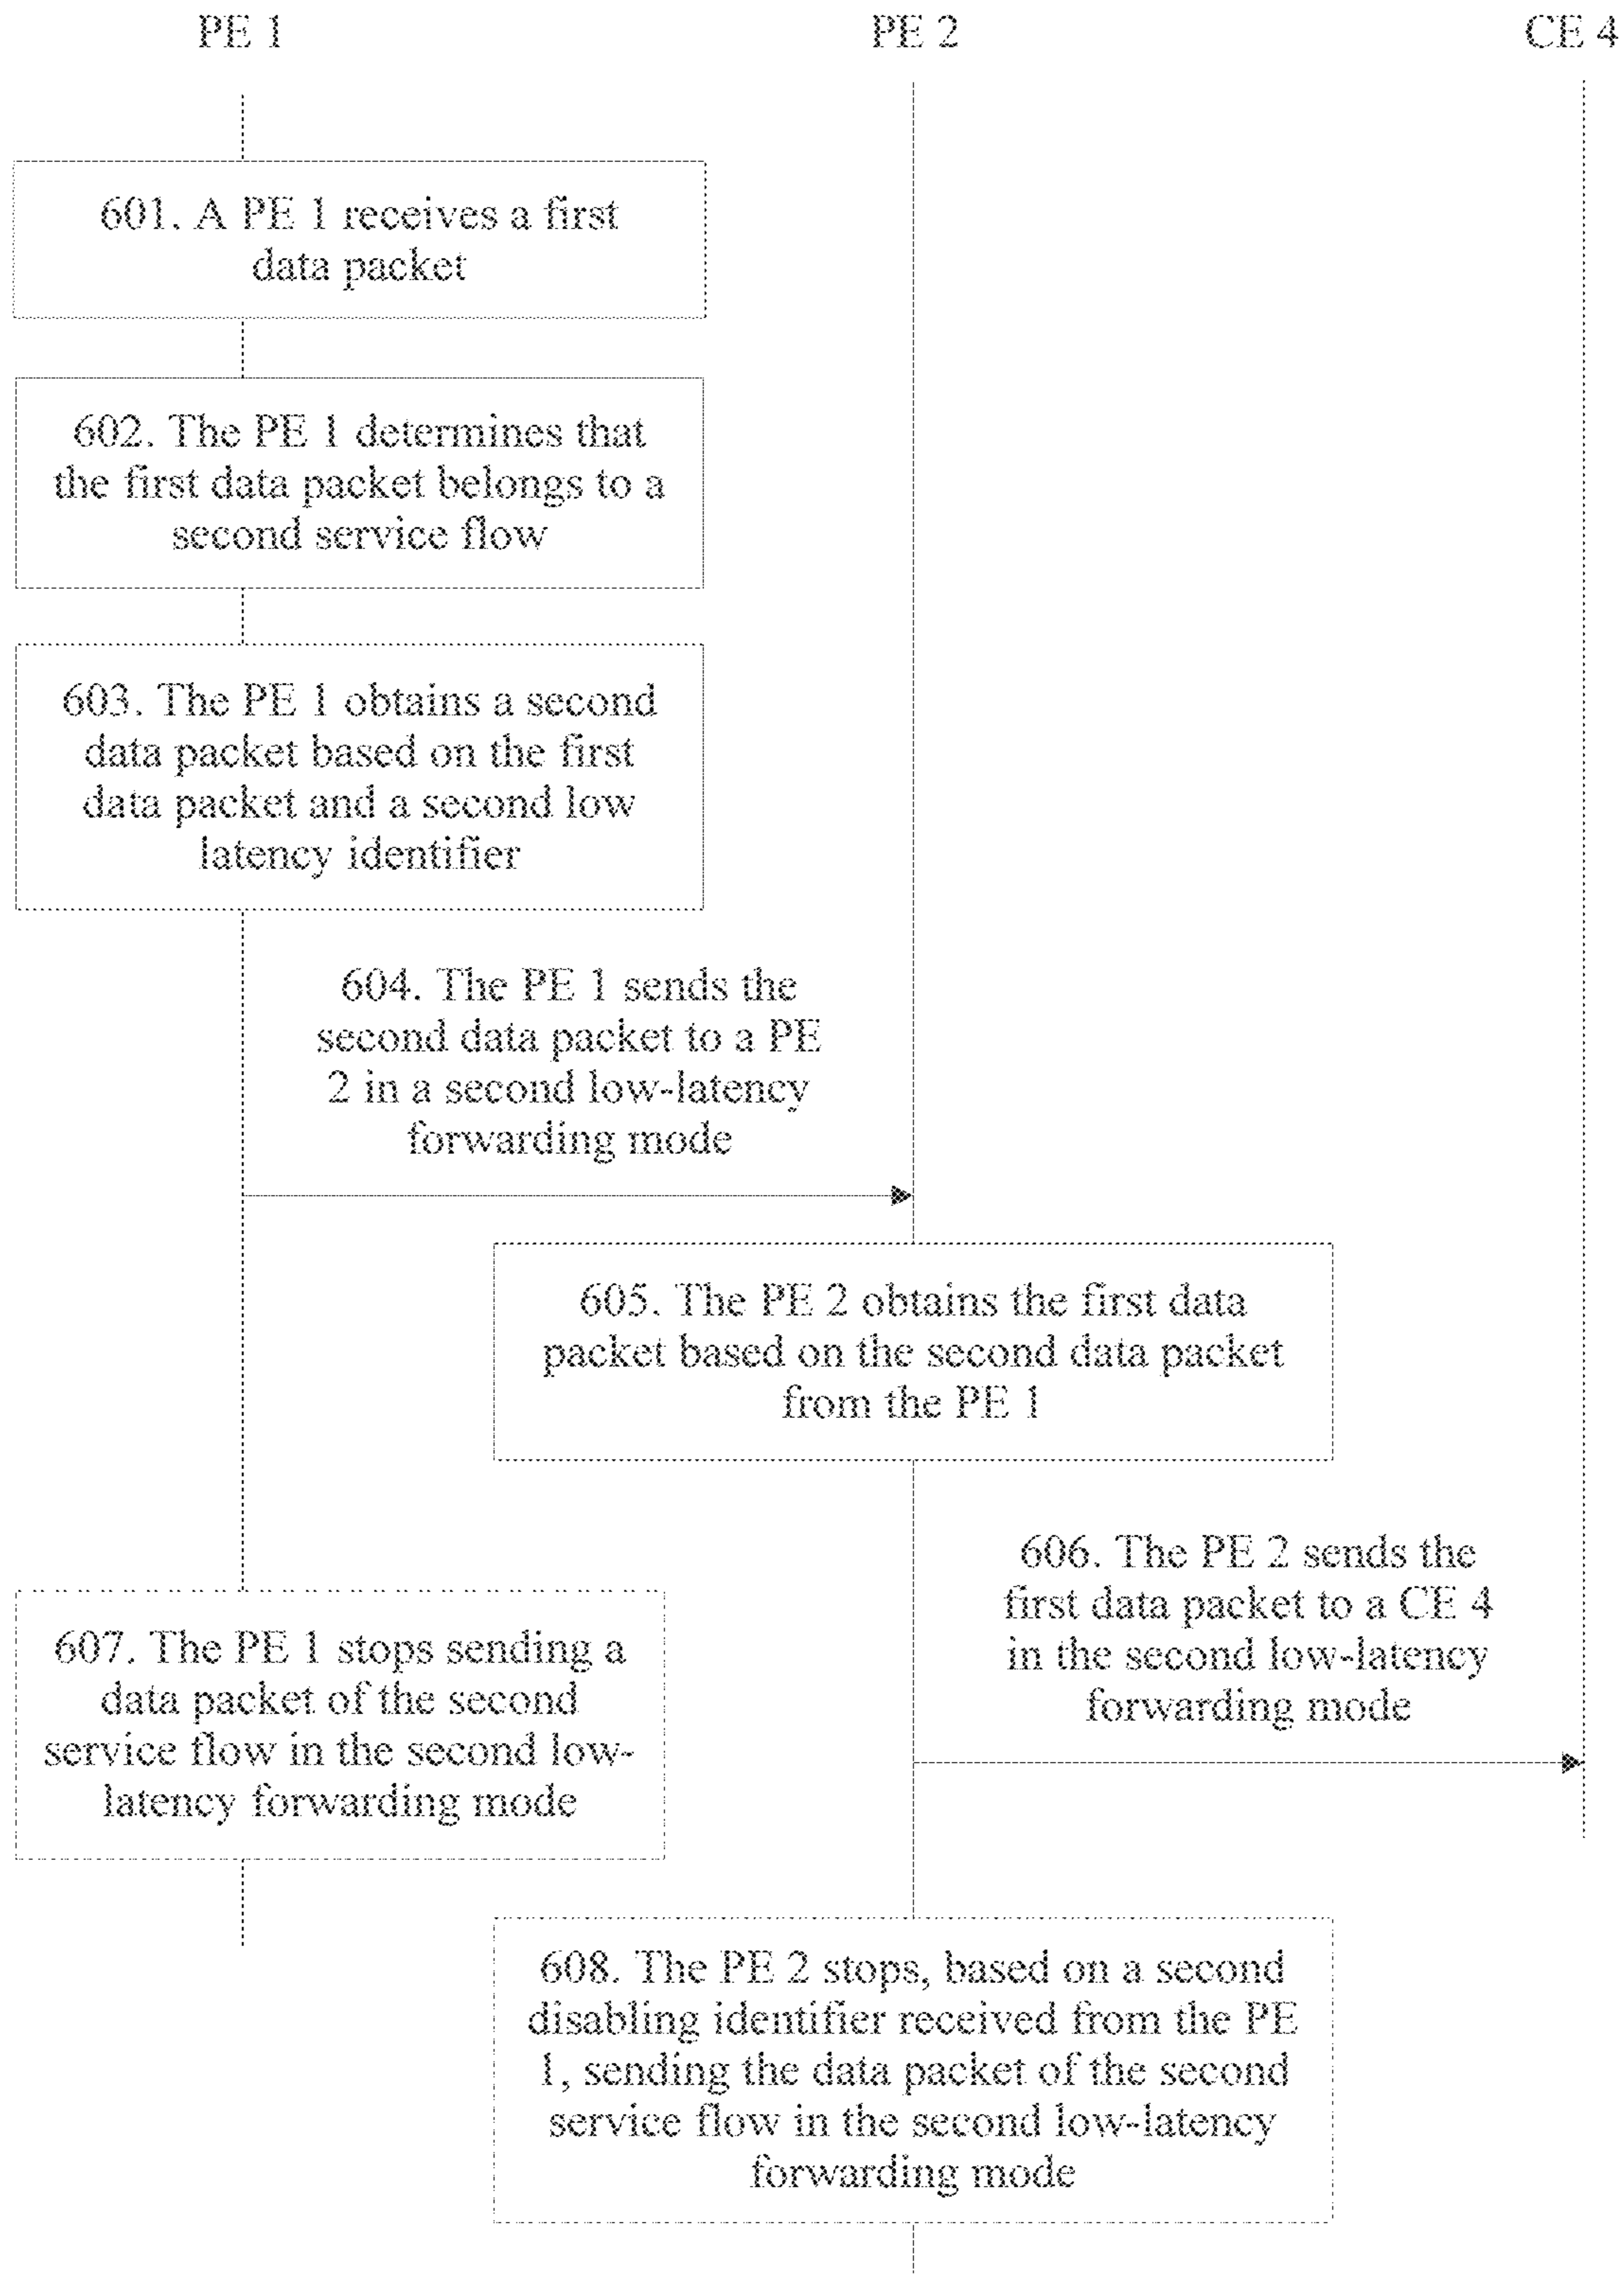 PE 1
PE 2
CE 4
601. A PE 1 receives a first
data packet
602. The PE 1 determines that
the first data packet belongs to a
second service flow
603. The PE 1 obtains a second
data packet based on the first
data packet and a second low
latency identifier
604. The PE 1 sends the
second data packet to a PE
2 in a second low-latency
forwarding mode
605. The PE 2 obtains the first data
packet based on the second data packet
from the PE 1
606. The PE 2 sends the
first data packet to a CE 4
in the second low-latency
forwarding mode
607. The PE 1 stops sending a
data packet of the second
service flow in the second low-
latency forwarding mode
608. The PE 2 stops, based on a second
disabling identifier received from the PE
1, sending the data packet of the second
service flow in the second low-latency
forwarding mode